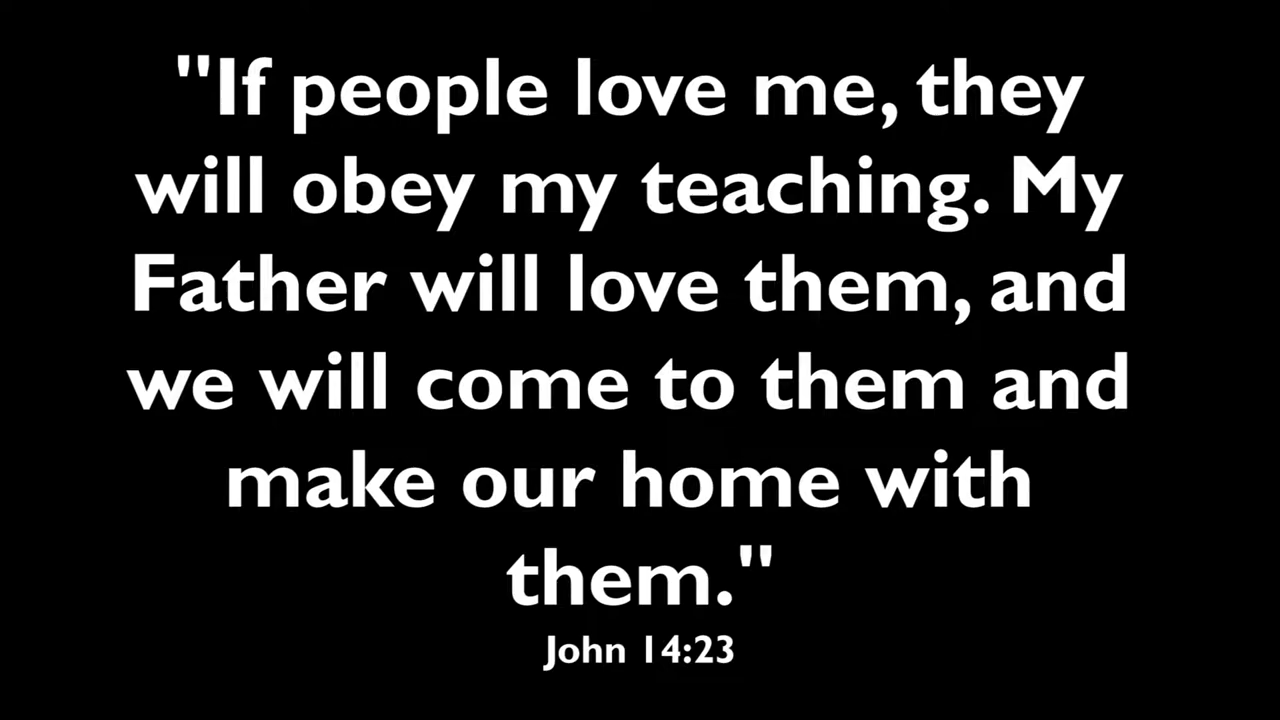 "If people love me, they
will obey my teaching. My
Father will love them, and
we will come to them and
make our home with
them."
John 14:23